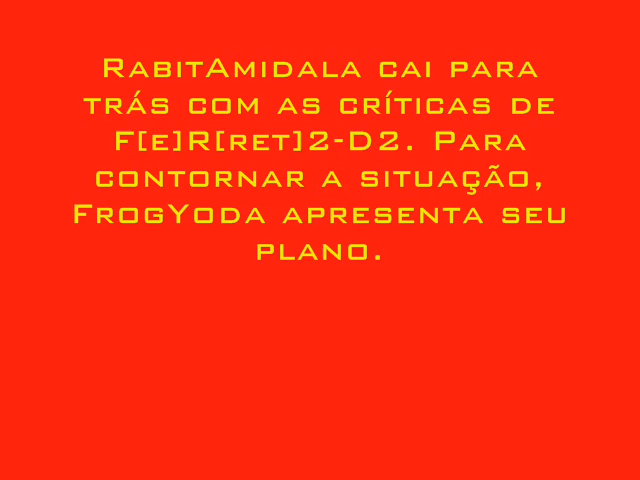 RabitAmidala cai para
trás com as críticas de
F[e]R[ret]2-D2. Para
contornar a situação,
FrogYoda apresenta seu
plano.